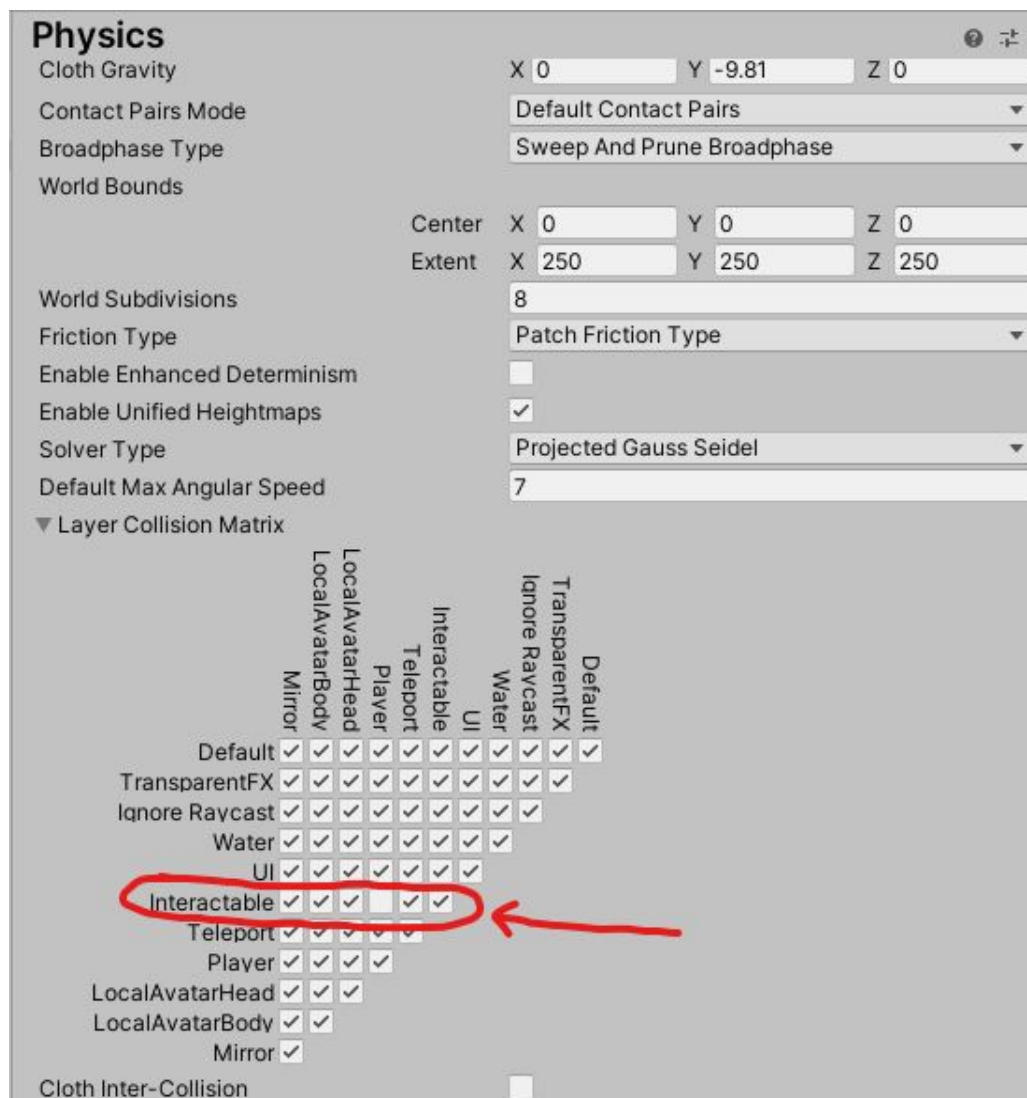 Physics
Cloth Gravity X 0 Y -9.81 Z 0
Contact Pairs Mode Default Contact Pairs
Broadphase Type Sweep And Prune Broadphase
World Bounds
Center X 0 Y 0 Z 0
Extent X 250 Y 250 Z 250
World Subdivisions 8
Friction Type Patch Friction Type
Enable Enhanced Determinism
Enable Unified Heightmaps
Solver Type Projected Gauss Seidel
Default Max Angular Speed 7
Layer Collision Matrix
Mirror
LocalAvatarBody
LocalAvatarHead
Player
Teleport
Interactable
UI
Water
Ignore Raycast
TransparentFX
Default
Default
TransparentFX
Ignore Raycast
Water
UI
Interactable
Teleport
Player
LocalAvatarHead
LocalAvatarBody
Mirror
Cloth Inter-Collision